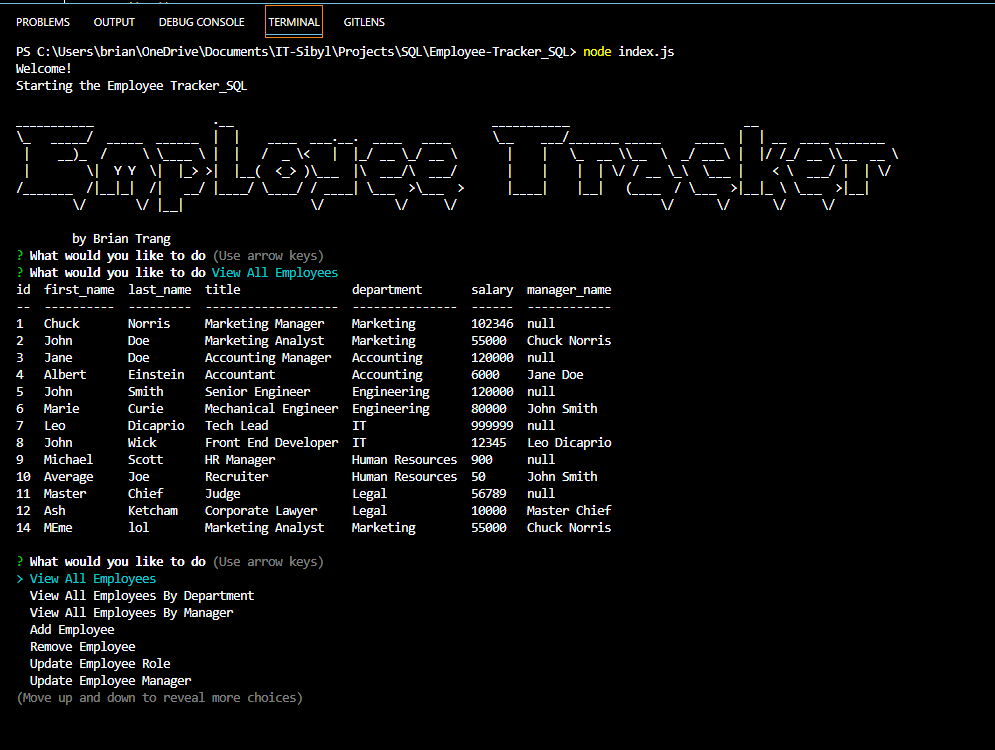 PROBLEMS OUTPUT DEBUG CONSOLE TERMINAL GITLENS
PS C:\Users\brian\OneDrive\Documents\IT-Sibyl\Projects\SQL\Employee-Tracker_SQL> node index.js
Welcome!
Starting the Employee Tracker_SQL
Employee Tracker
by Brian Trang
? What would you like to do (Use arrow keys)
? What would you like to do View All Employees
id first_name last_name title department salary manager_name
-- ---------- --------- ------------------- --------------- ------ ------------
1 Chuck Norris Marketing Manager Marketing 102346 null
2 John Doe Marketing Analyst Marketing 55000 Chuck Norris
3 Jane Doe Accounting Manager Accounting 120000 null
4 Albert Einstein Accountant Accounting 6000 Jane Doe
5 John Smith Senior Engineer Engineering 120000 null
6 Marie Curie Mechanical Engineer Engineering 80000 John Smith
7 Leo Dicaprio Tech Lead IT 999999 null
8 John Wick Front End Developer IT 12345 Leo Dicaprio
9 Michael Scott HR Manager Human Resources 900 null
10 Average Joe Recruiter Human Resources 50 John Smith
11 Master Chief Judge Legal 56789 null
12 Ash Ketcham Corporate Lawyer Legal 10000 Master Chief
14 MEme lol Marketing Analyst Marketing 55000 Chuck Norris
? What would you like to do (Use arrow keys)
> View All Employees
View All Employees By Department
View All Employees By Manager
Add Employee
Remove Employee
Update Employee Role
Update Employee Manager
(Move up and down to reveal more choices)